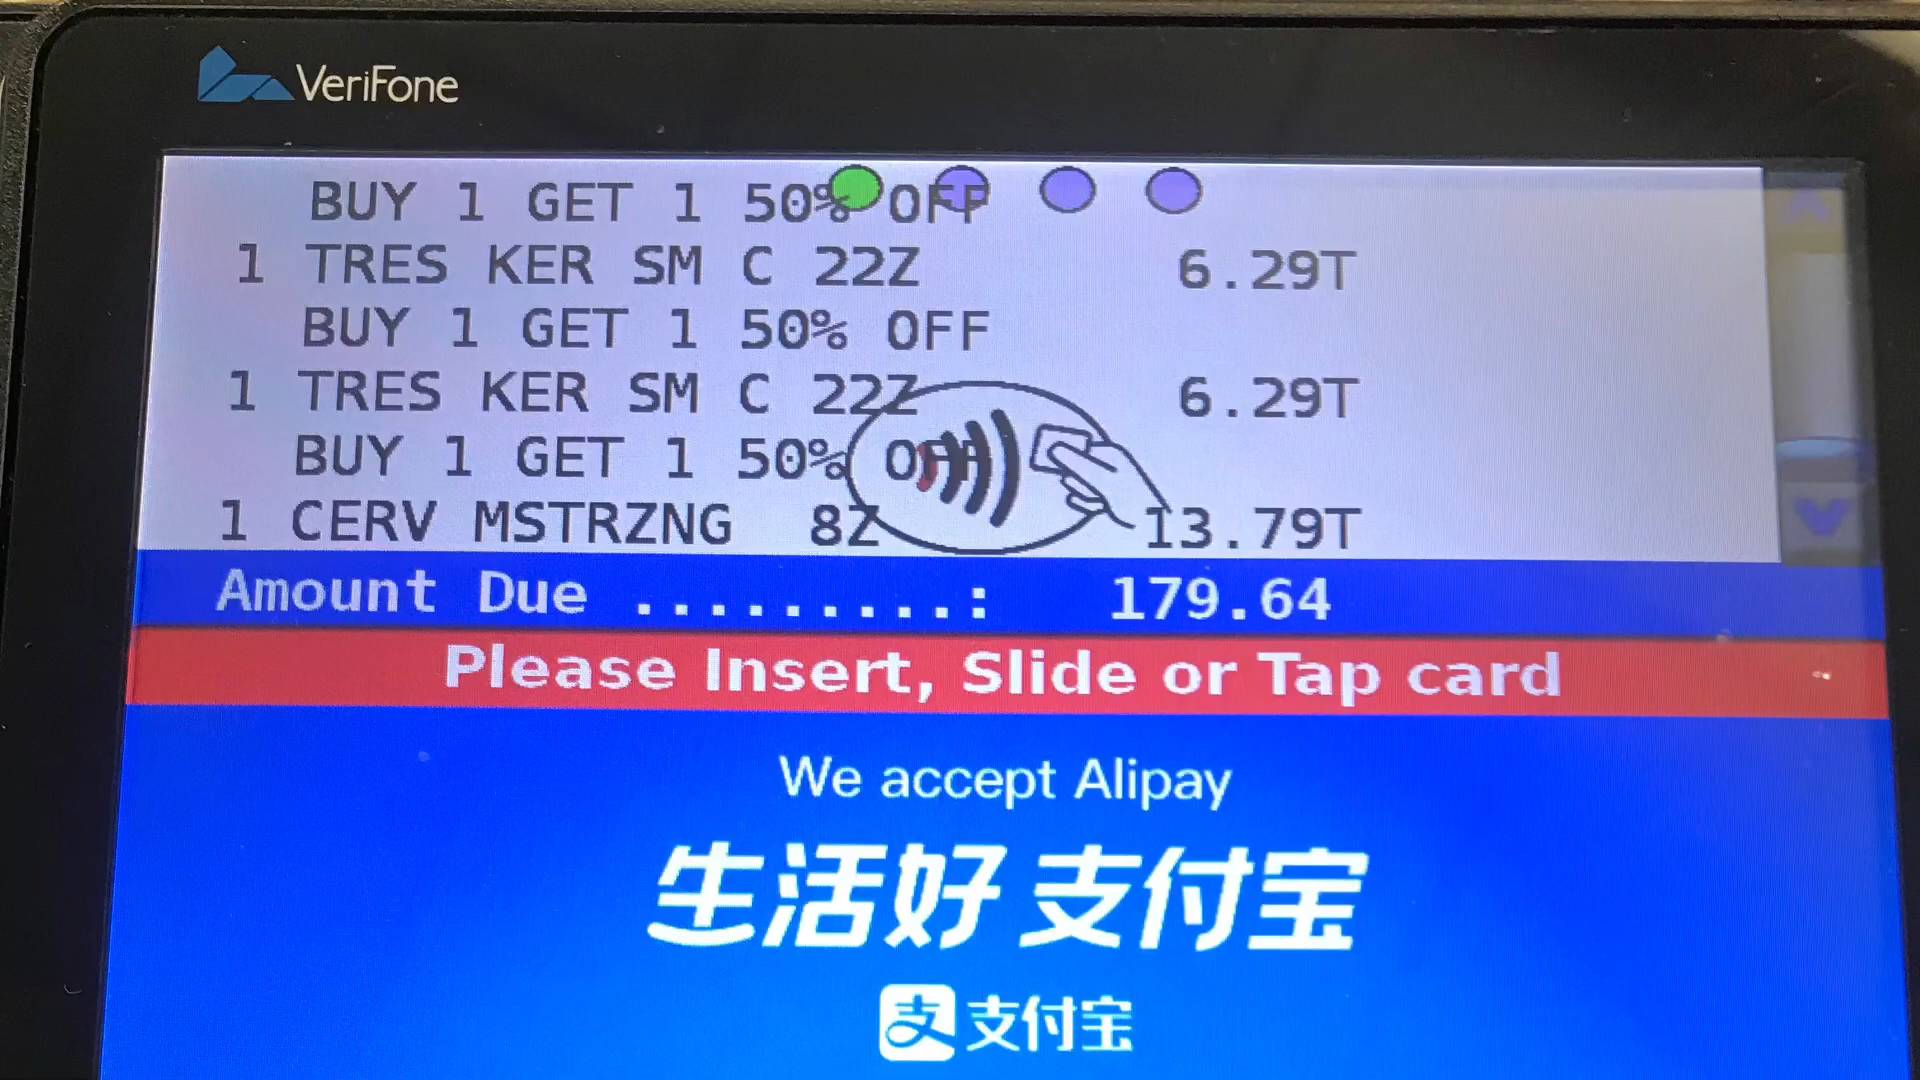 VeriFone
BUY 1 GET 1 50% OFF
1 TRES KER SM C 22Z 6.29T
BUY 1 GET 1 50% OFF
1 TRES KER SM C 22Z 6.29T
BUY 1 GET 1 50% OFF
1 CERV MSTRZNG 8Z 13.79T
Amount Due .........: 179.64
Please Insert, Slide or Tap card
We accept Alipay
生活好 支付宝
支 支付宝